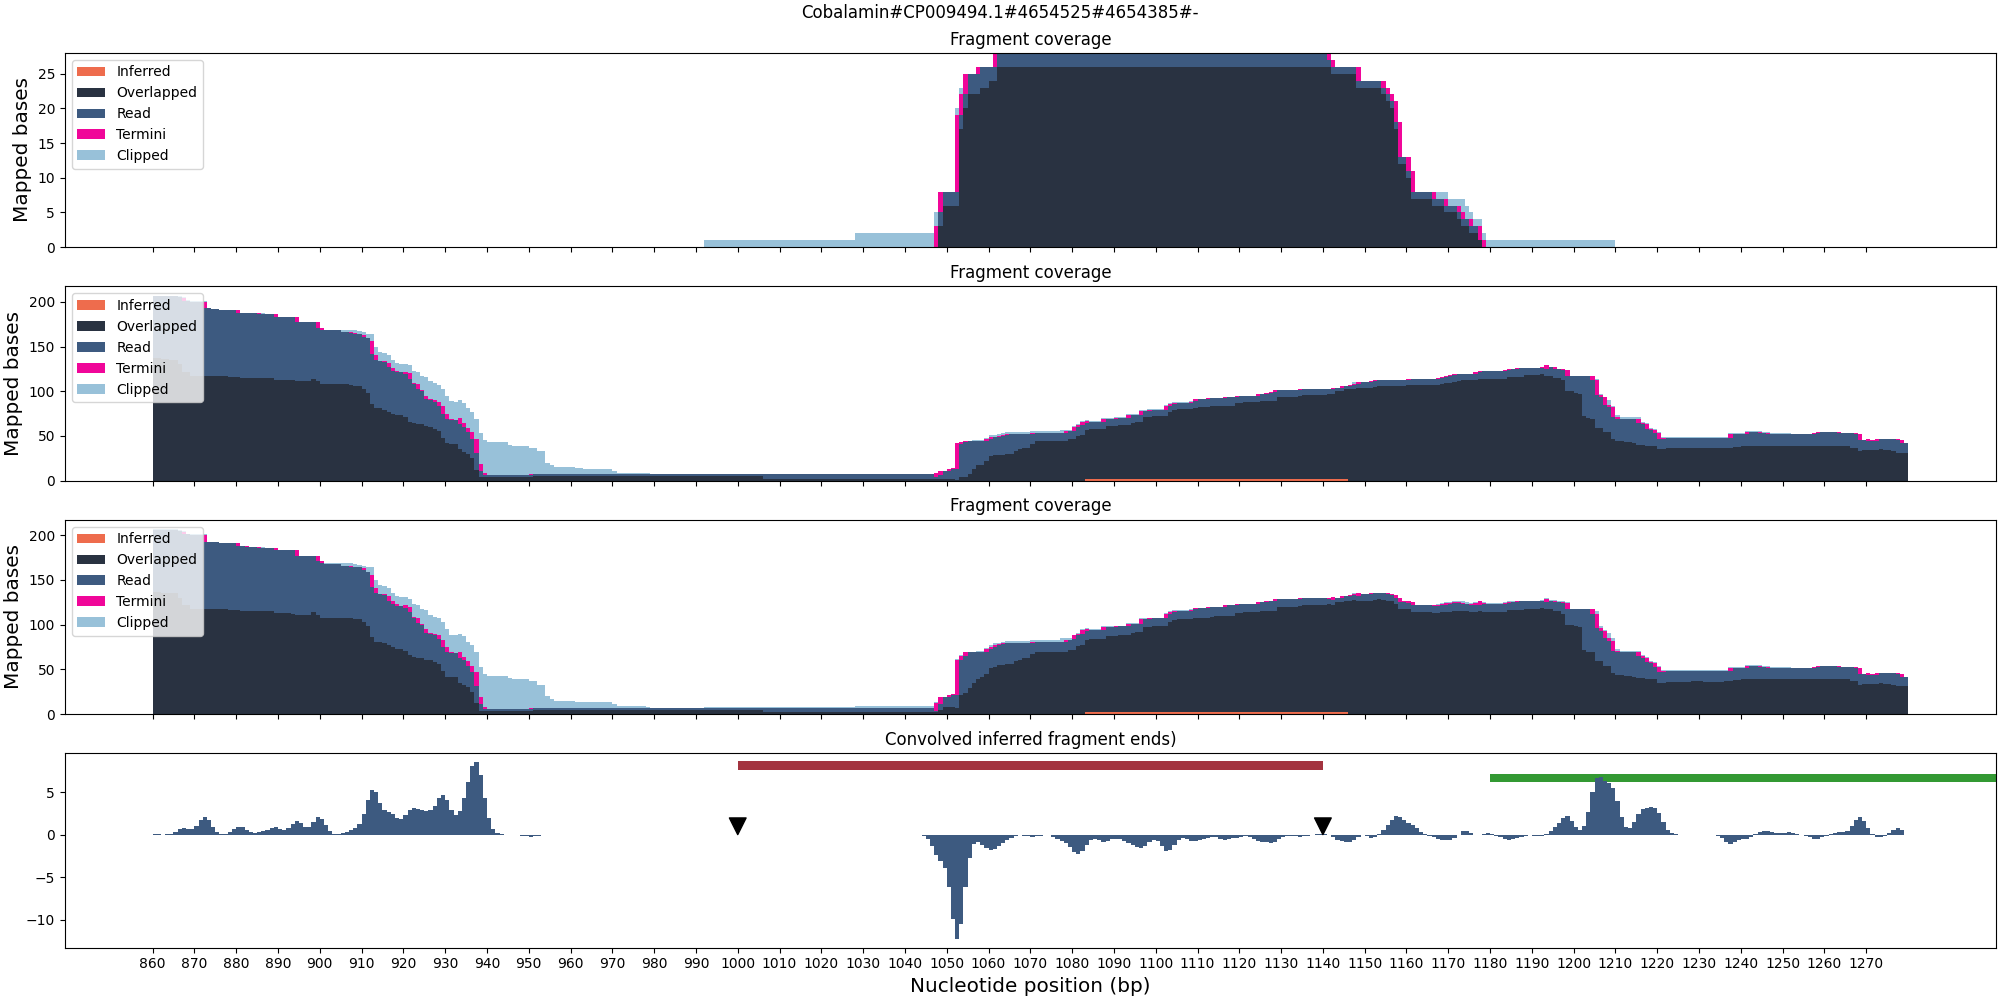 Cobalamin#CP009494.1#4654525#4654385#-
Fragment coverage
Mapped bases
25
20
15
10
5
0
Inferred
Overlapped
Read
Termini
Clipped
Fragment coverage
Mapped bases
200
150
100
50
0
Inferred
Overlapped
Read
Termini
Clipped
Fragment coverage
Mapped bases
200
150
100
50
0
Inferred
Overlapped
Read
Termini
Clipped
Convolved inferred fragment ends)
5
0
−5
−10
860 870 880 890 900 910 920 930 940 950 960 970 980 990 1000 1010 1020 1030 1040 1050 1060 1070 1080 1090 1100 1110 1120 1130 1140 1150 1160 1170 1180 1190 1200 1210 1220 1230 1240 1250 1260 1270
Nucleotide position (bp)